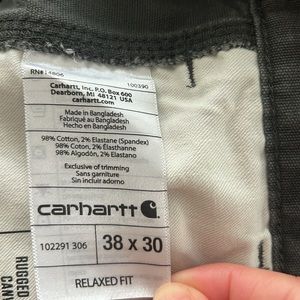 RN# 14806
100390
Carhartt, Inc. P.O. Box 600
Dearborn, MI 48121 USA
carhartt.com
Made in Bangladesh
Fabriqué au Bangladesh
Hecho en Bangladesh
98% Cotton, 2% Elastane (Spandex)
98% Coton, 2% Élasthanne
98% Algodón, 2% Elastano
Exclusive of trimming
Sans garniture
Sin incluir adorno
carhartt
102291 306
38 x 30
RELAXED FIT
RUGGED